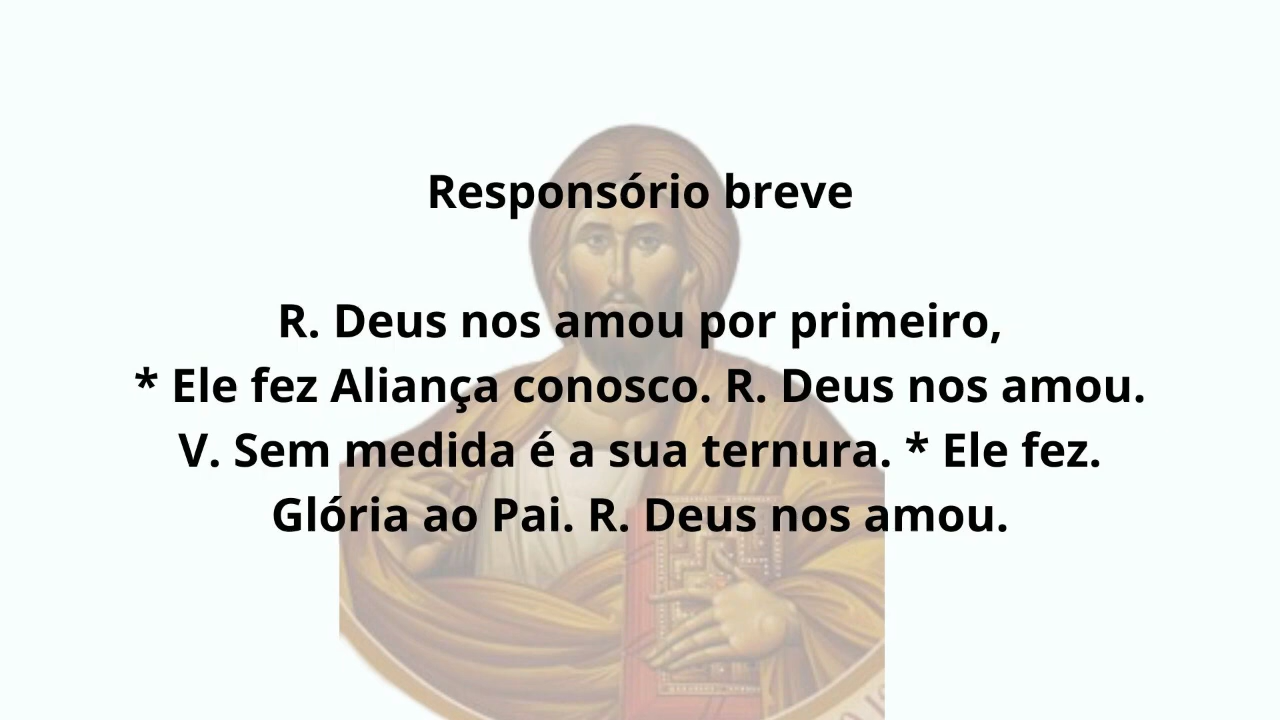 Responsório breve
R. Deus nos amou por primeiro,
* Ele fez Aliança conosco. R. Deus nos amou.
V. Sem medida é a sua ternura. * Ele fez.
Glória ao Pai. R. Deus nos amou.